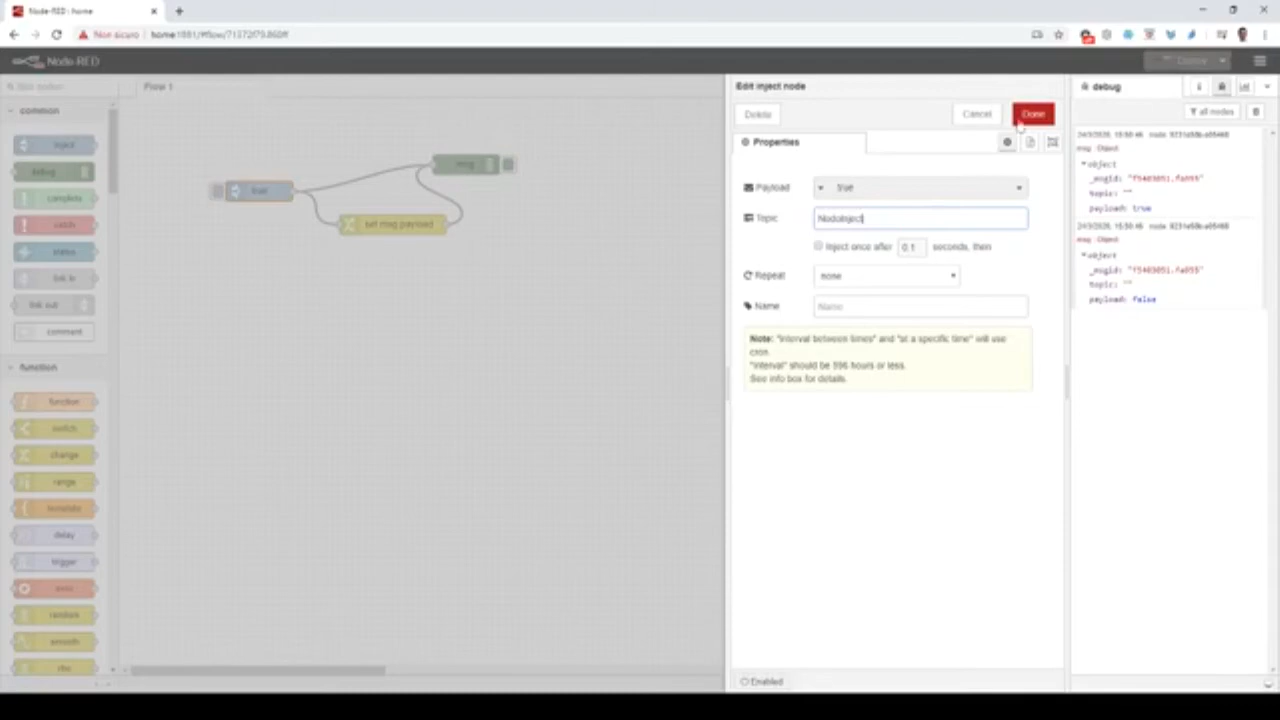 Node-RED : home
Non sicuro
Node-RED
Deploy
Flow 1
common
inject
debug
complete
catch
status
link in
link out
comment
function
function
switch
change
range
template
delay
trigger
exec
random
smooth
rbe
true
msg
set msg.payload
Edit inject node
Delete
Cancel
Done
Properties
Payload
true
Topic
NodoInject
Inject once after
0.1
seconds, then
Repeat
none
Name
Name
Note: "interval between times" and "at a specific time" will use
cron.
"interval" should be 596 hours or less.
See info box for details.
Enabled
debug
all nodes
msg : Object
object
_msgid:
topic: ""
payload: true
msg : Object
object
_msgid:
topic: ""
payload: false